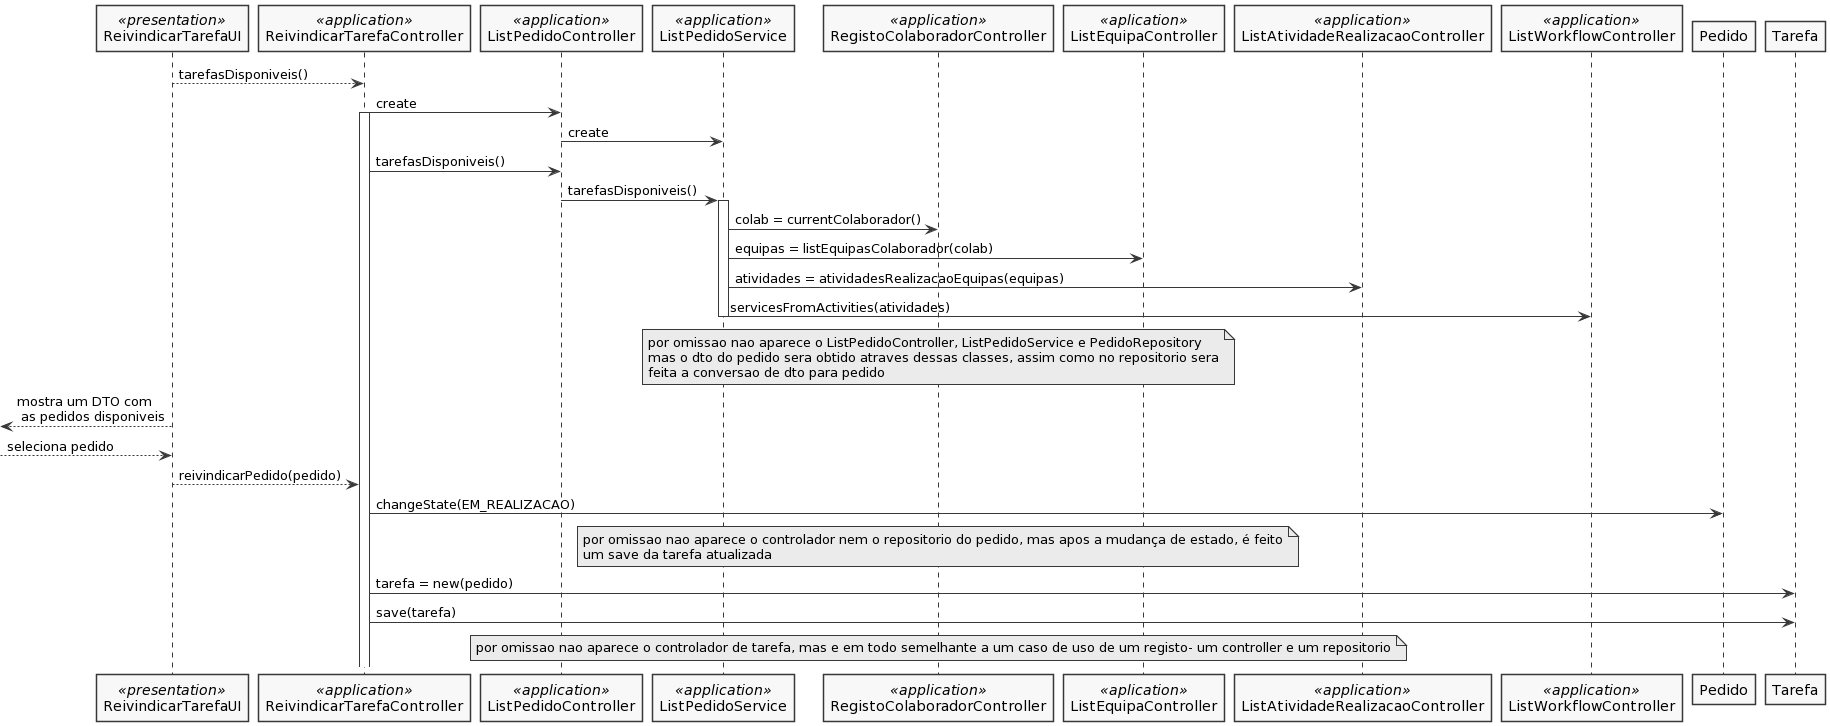 «presentation»
ReivindicarTarefaUI
«application»
ReivindicarTarefaController
«application»
ListPedidoController
«application»
ListPedidoService
«application»
RegistoColaboradorController
«aplication»
ListEquipaController
«application»
ListAtividadeRealizacaoController
«application»
ListWorkflowController
Pedido
Tarefa
tarefasDisponiveis()
create
create
tarefasDisponiveis()
tarefasDisponiveis()
colab = currentColaborador()
equipas = listEquipasColaborador(colab)
atividades = atividadesRealizacaoEquipas(equipas)
servicesFromActivities(atividades)
por omissao nao aparece o ListPedidoController, ListPedidoService e PedidoRepository
mas o dto do pedido sera obtido atraves dessas classes, assim como no repositorio sera
feita a conversao de dto para pedido
mostra um DTO com
as pedidos disponiveis
seleciona pedido
reivindicarPedido(pedido)
changeState(EM_REALIZACAO)
por omissao nao aparece o controlador nem o repositorio do pedido, mas apos a mudança de estado, é feito
um save da tarefa atualizada
tarefa = new(pedido)
save(tarefa)
por omissao nao aparece o controlador de tarefa, mas e em todo semelhante a um caso de uso de um registo- um controller e um repositorio
«presentation»
ReivindicarTarefaUI
«application»
ReivindicarTarefaController
«application»
ListPedidoController
«application»
ListPedidoService
«application»
RegistoColaboradorController
«aplication»
ListEquipaController
«application»
ListAtividadeRealizacaoController
«application»
ListWorkflowController
Pedido
Tarefa